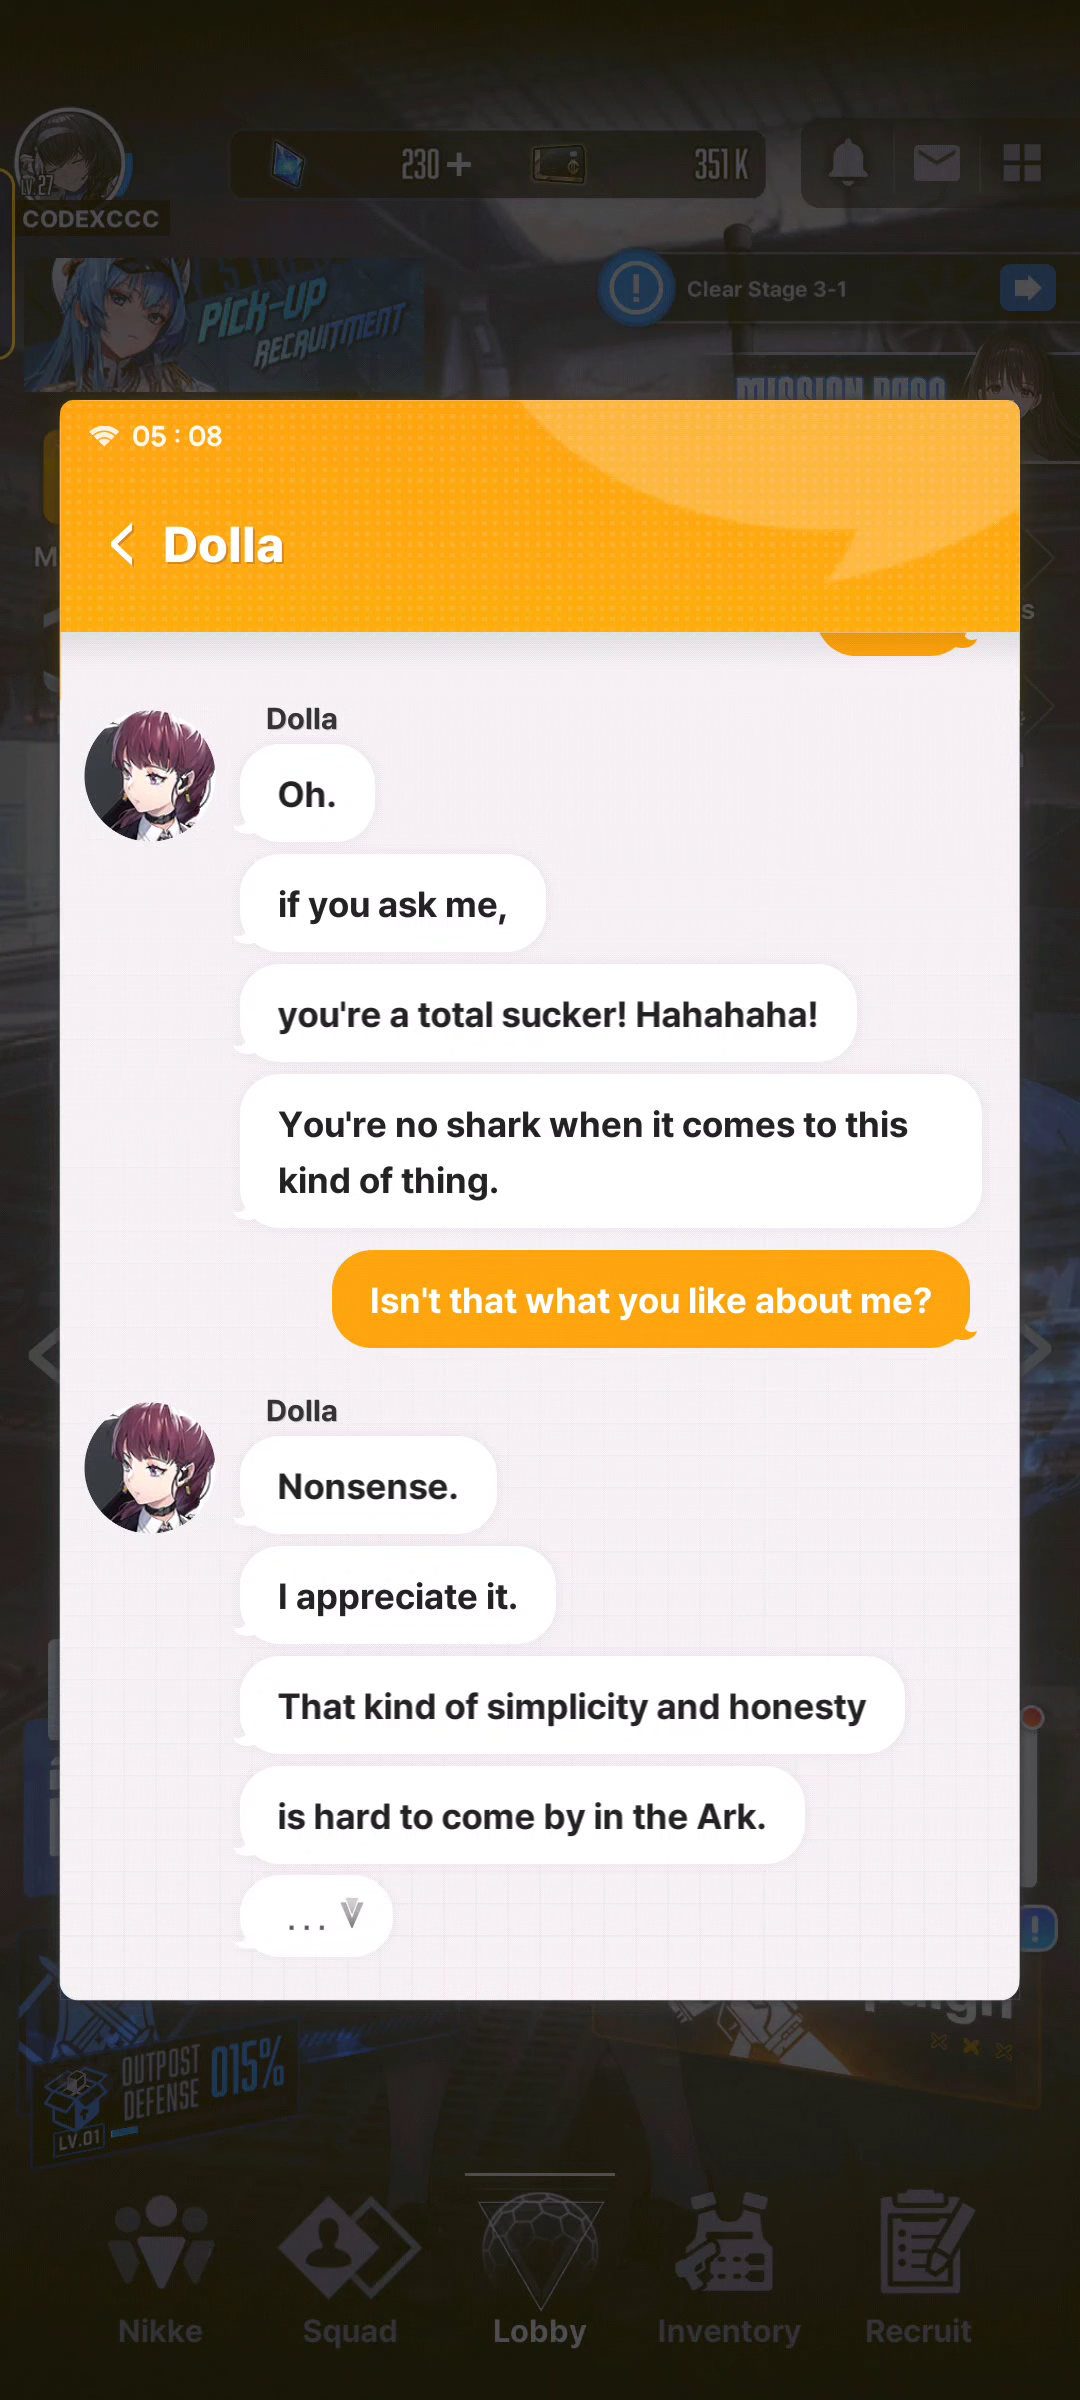 LV.27
CODEXCCC
230
351 K
PICK-UP
RECRUITMENT
Clear Stage 3-1
MISSION PASS
05 : 08
Dolla
Dolla
Oh.
if you ask me,
you're a total sucker! Hahahaha!
You're no shark when it comes to this
kind of thing.
Isn't that what you like about me?
Dolla
Nonsense.
I appreciate it.
That kind of simplicity and honesty
is hard to come by in the Ark.
...
OUTPOST
DEFENSE
015%
LV.01
Nikke
Squad
Lobby
Inventory
Recruit